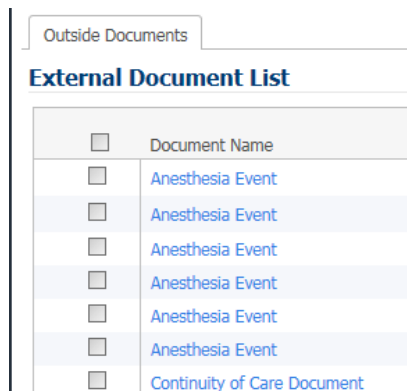 Outside Documents
External Document List
Document Name
Anesthesia Event
Anesthesia Event
Anesthesia Event
Anesthesia Event
Anesthesia Event
Anesthesia Event
Continuity of Care Document